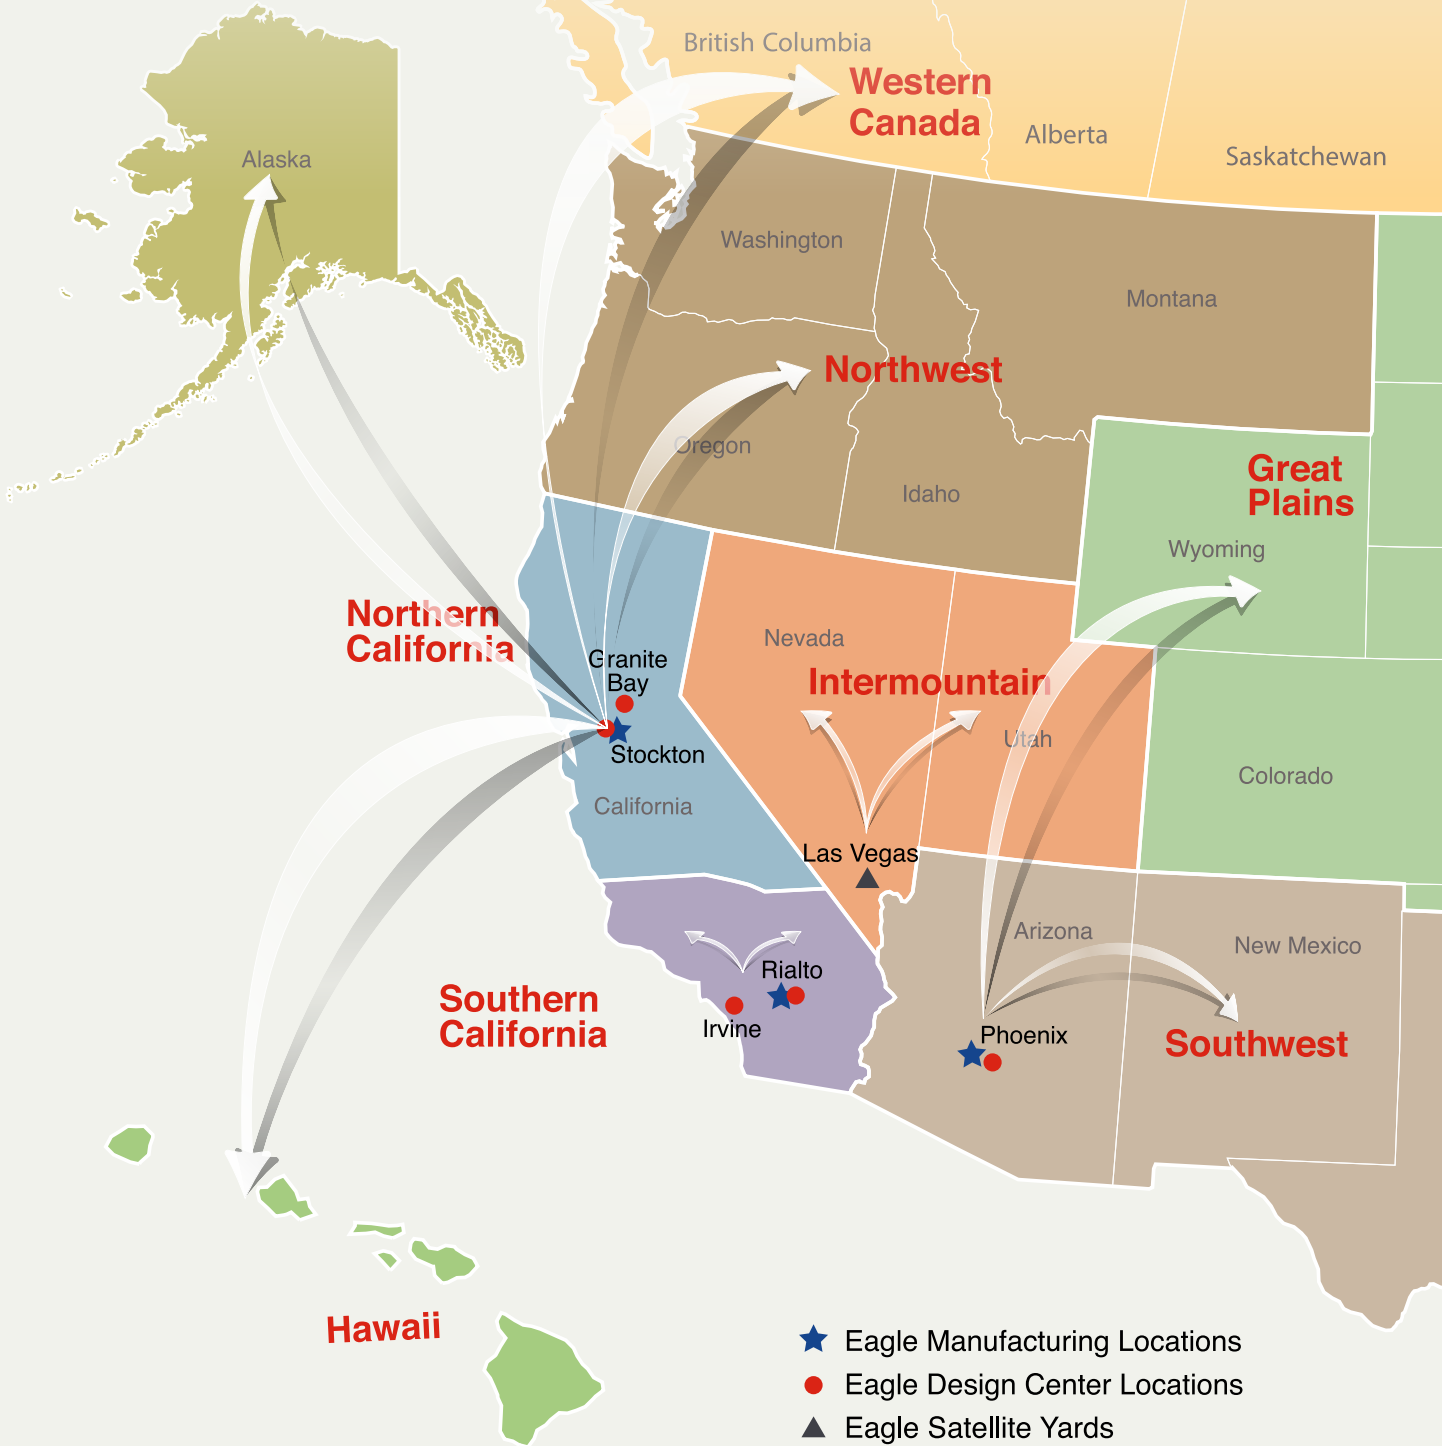 British Columbia
Western
Canada
Alberta
Saskatchewan
Alaska
Washington
Montana
Northwest
Oregon
Idaho
Great
Plains
Wyoming
Northern
California
Nevada
Granite
Bay
Intermountain
Utah
Stockton
Colorado
California
Las Vegas
Arizona
New Mexico
Rialto
Southern
California
Irvine
Phoenix
Southwest
Hawaii
Eagle Manufacturing Locations
Eagle Design Center Locations
Eagle Satellite Yards